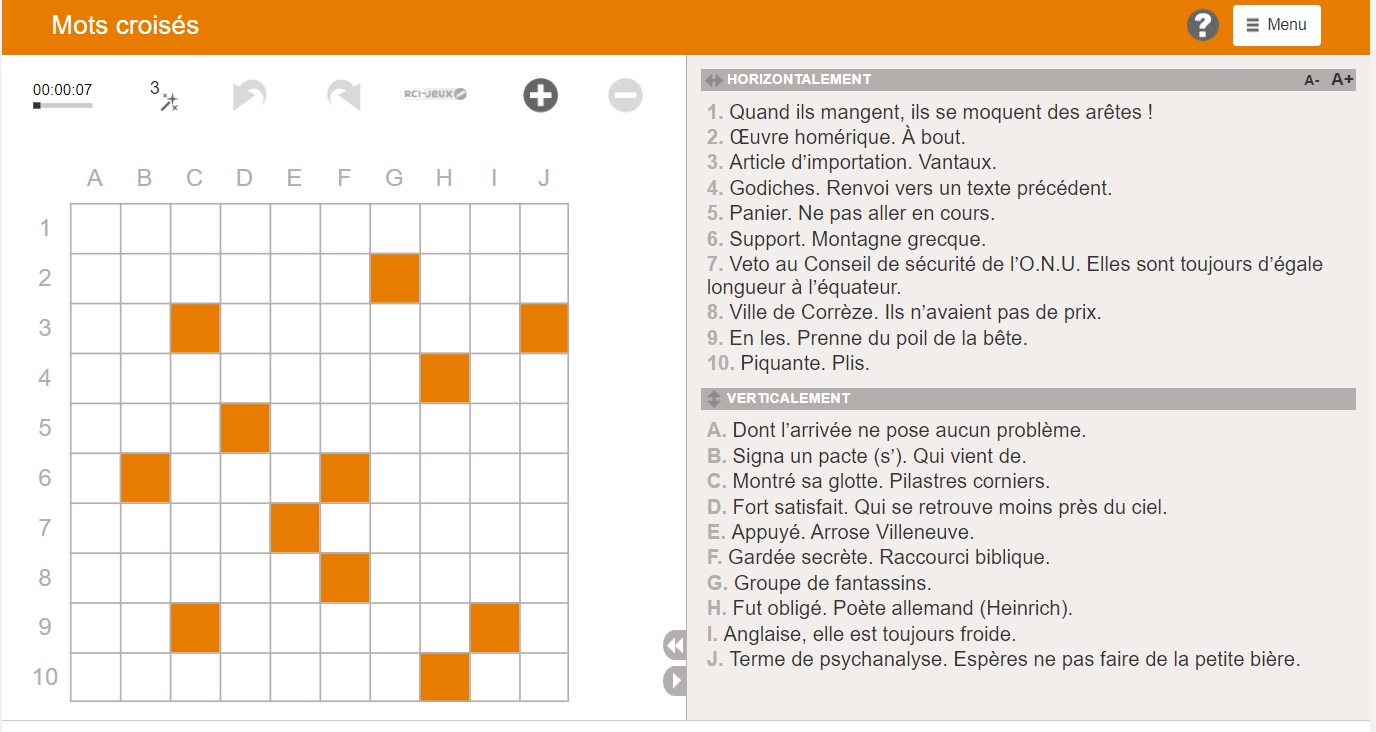 Mots croisés
? ≡ Menu
00:00:07 3 RCI-JEUX
A B C D E F G H I J
1
2
3
4
5
6
7
8
9
10
HORIZONTALEMENT A- A+
1. Quand ils mangent, ils se moquent des arêtes !
2. Œuvre homérique. À bout.
3. Article d’importation. Vantaux.
4. Godiches. Renvoi vers un texte précédent.
5. Panier. Ne pas aller en cours.
6. Support. Montagne grecque.
7. Veto au Conseil de sécurité de l’O.N.U. Elles sont toujours d’égale
longueur à l’équateur.
8. Ville de Corrèze. Ils n’avaient pas de prix.
9. En les. Prenne du poil de la bête.
10. Piquante. Plis.
VERTICALEMENT
A. Dont l’arrivée ne pose aucun problème.
B. Signa un pacte (s’). Qui vient de.
C. Montré sa glotte. Pilastres corniers.
D. Fort satisfait. Qui se retrouve moins près du ciel.
E. Appuyé. Arrose Villeneuve.
F. Gardée secrète. Raccourci biblique.
G. Groupe de fantassins.
H. Fut obligé. Poète allemand (Heinrich).
I. Anglaise, elle est toujours froide.
J. Terme de psychanalyse. Espères ne pas faire de la petite bière.